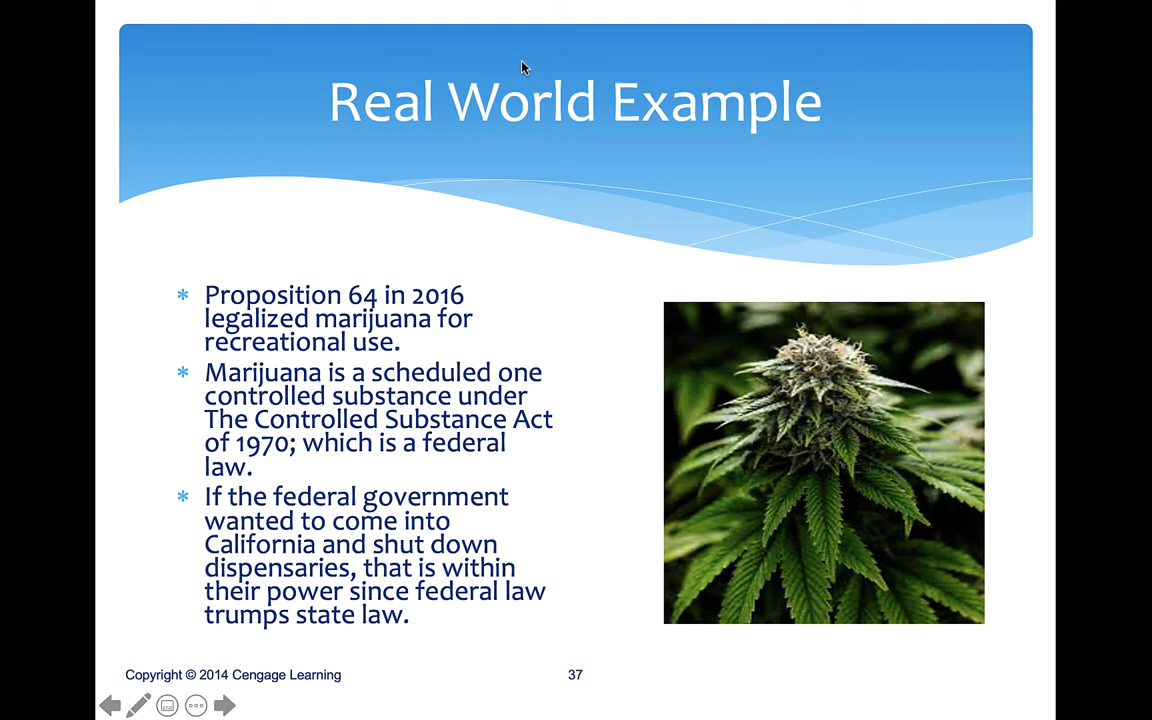 Real World Example
* Proposition 64 in 2016
legalized marijuana for
recreational use.
* Marijuana is a scheduled one
controlled substance under
The Controlled Substance Act
of 1970; which is a federal
law.
* If the federal government
wanted to come into
California and shut down
dispensaries, that is within
their power since federal law
trumps state law.
Copyright © 2014 Cengage Learning
37